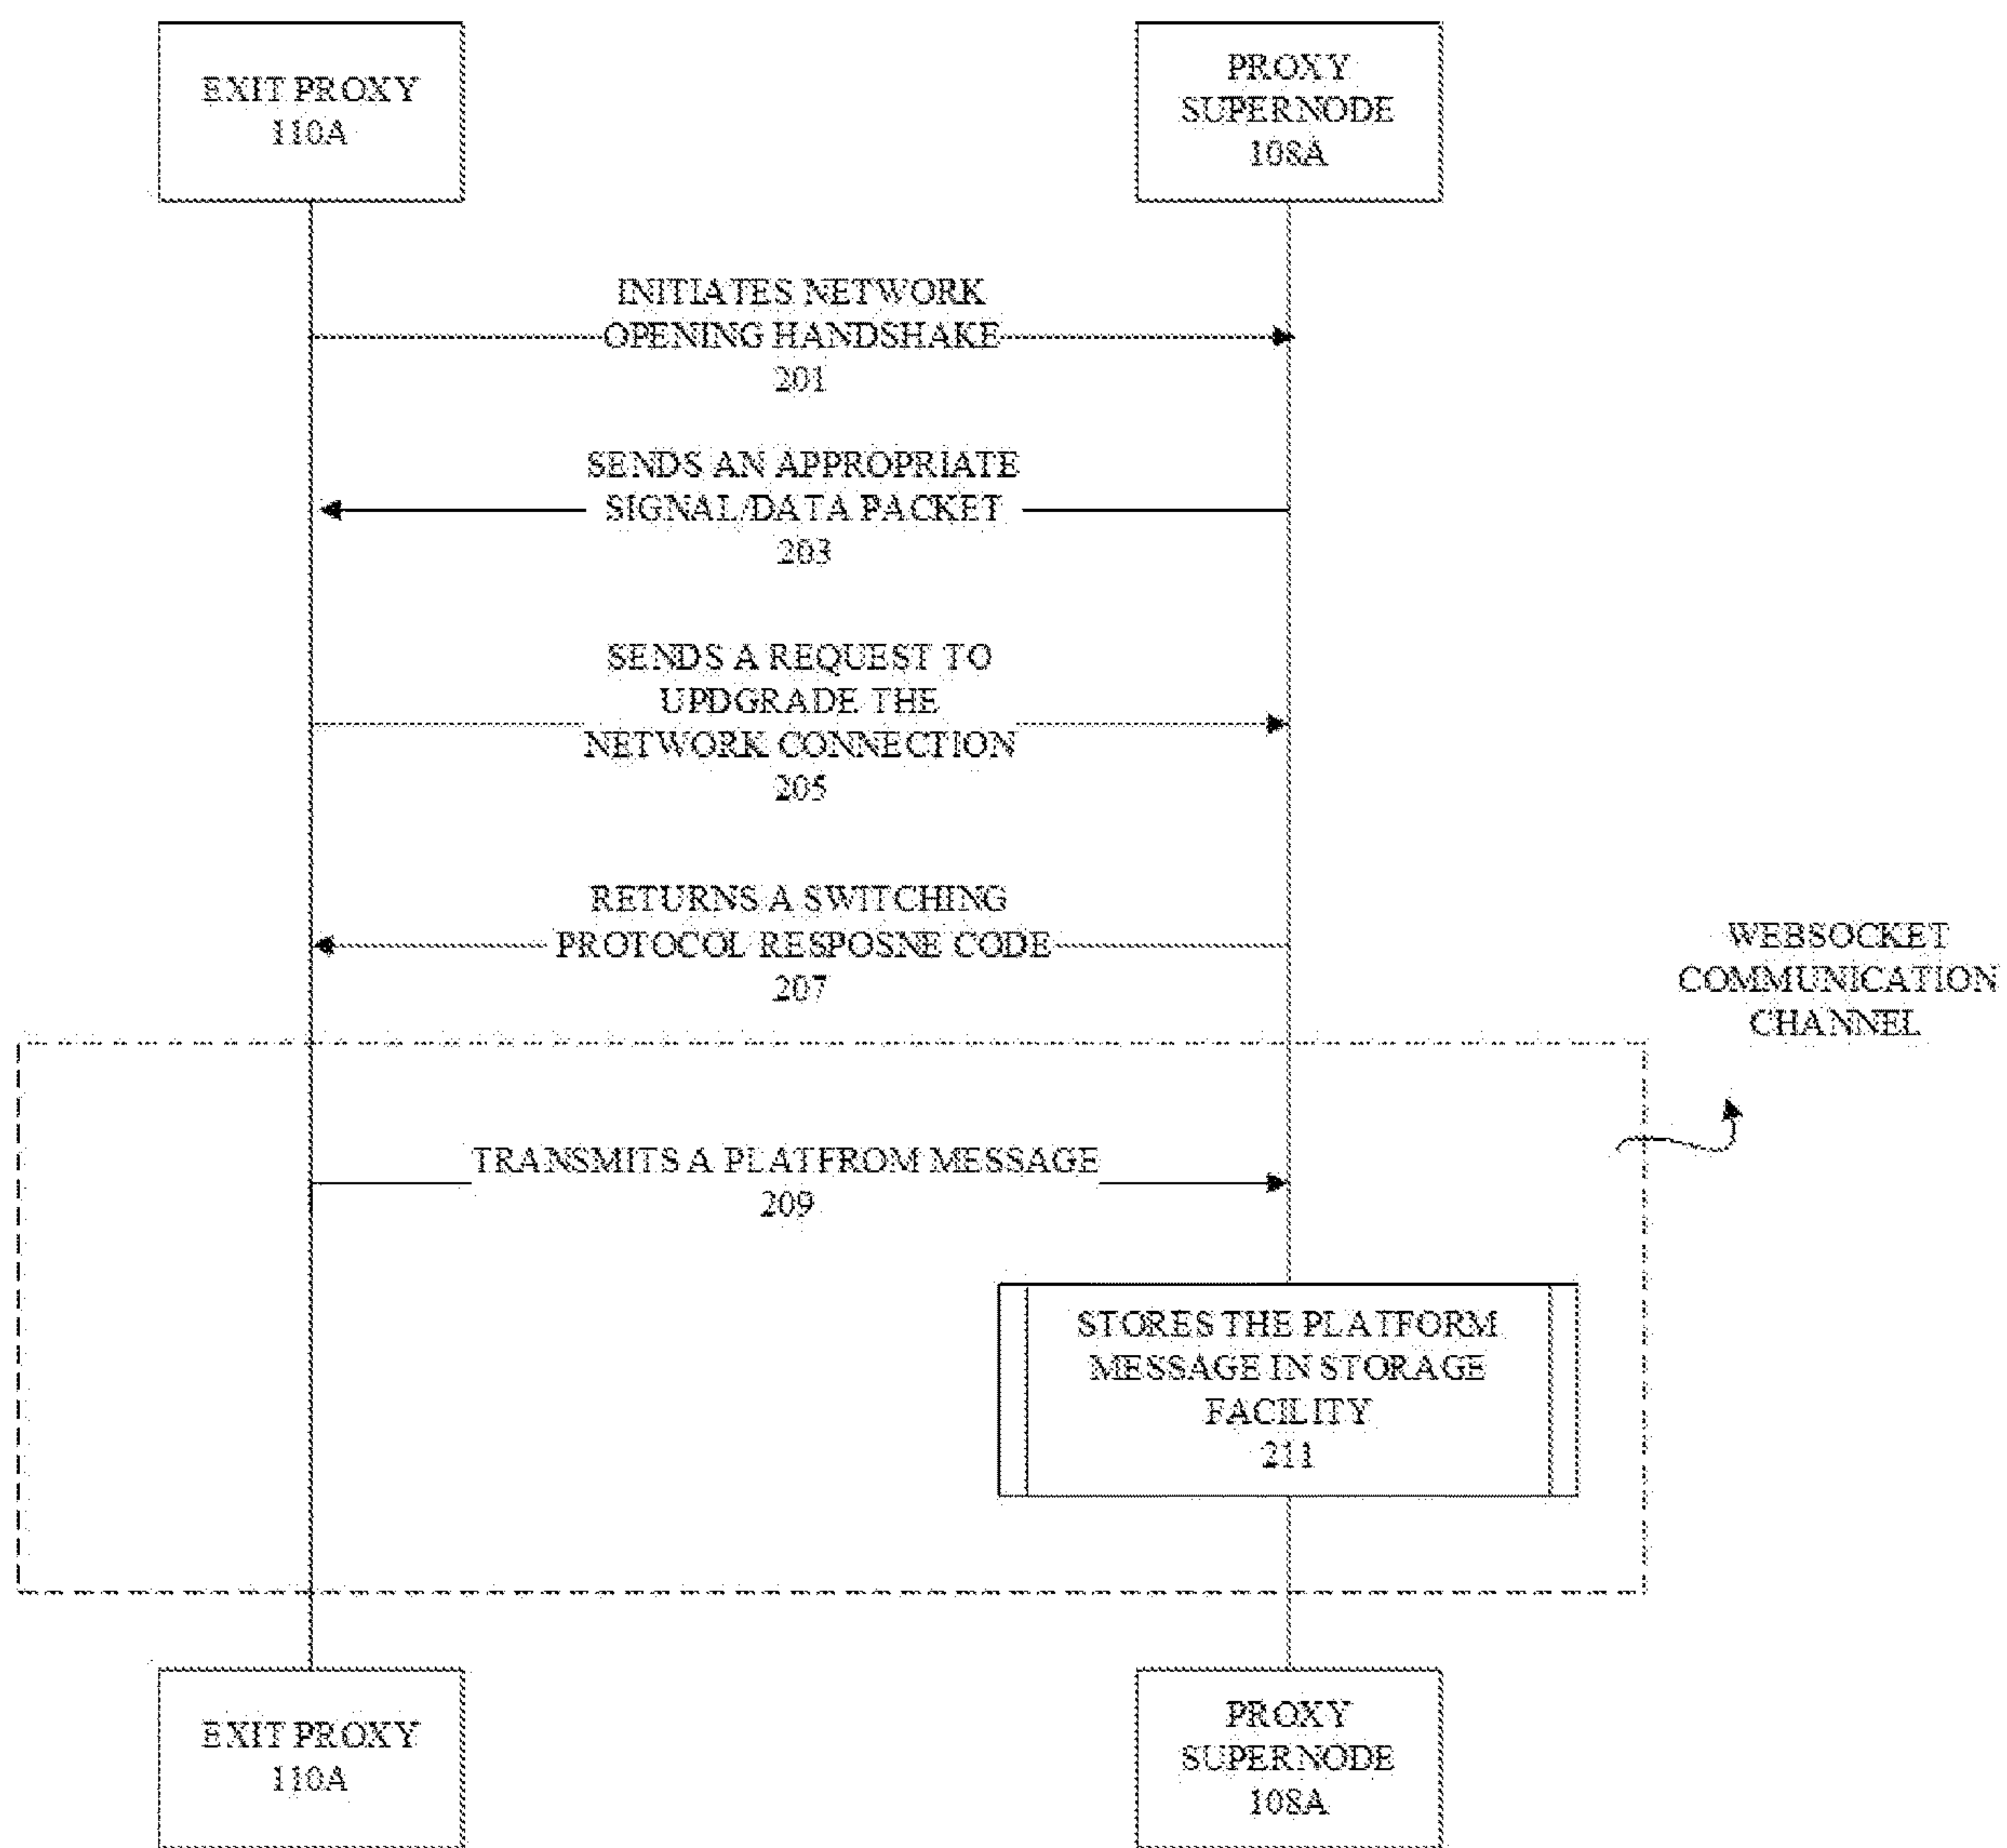 EXIT PROXY
110A
PROXY
SUPERNODE
108A
INITIATES NETWORK
OPENING HANDSHAKE
201
SENDS AN APPROPRIATE
SIGNAL/DATA PACKET
203
SENDS A REQUEST TO
UPDGRADE THE
NETWORK CONNECTION
205
RETURNS A SWITCHING
PROTOCOL RESPOSNE CODE
207
WEBSOCKET
COMMUNICATION
CHANNEL
TRANSMITS A PLATFROM MESSAGE
209
STORES THE PLATFORM
MESSAGE IN STORAGE
FACILITY
211
EXIT PROXY
110A
PROXY
SUPERNODE
108A